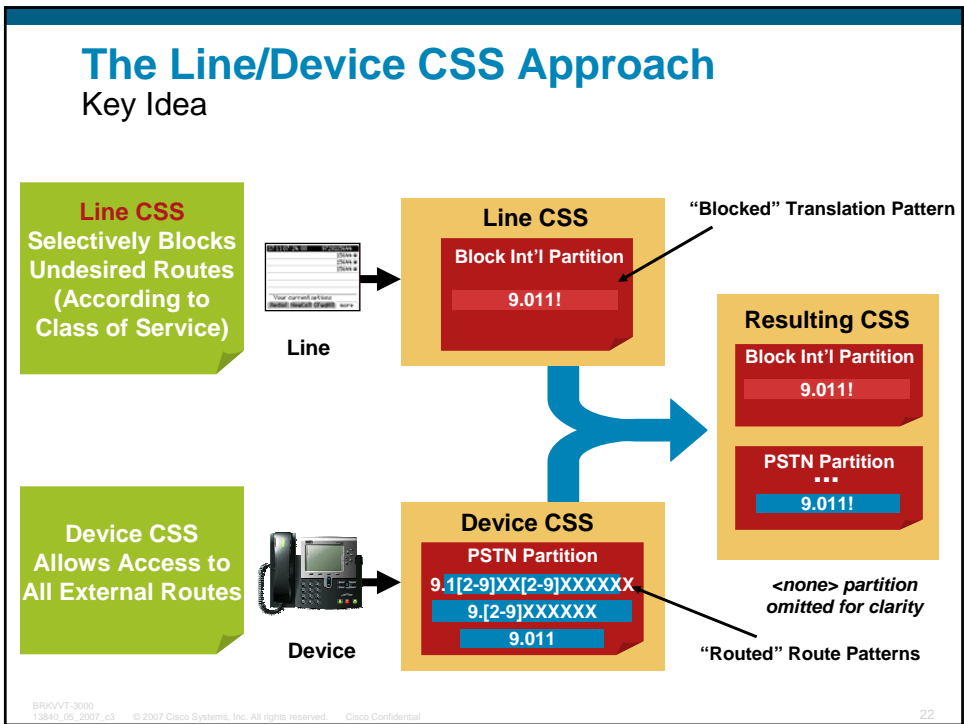 The Line/Device CSS Approach
Key Idea
Line CSS
Selectively Blocks
Undesired Routes
(According to
Class of Service)
Line
Line CSS
Block Int'l Partition
9.011!
“Blocked” Translation Pattern
Resulting CSS
Block Int'l Partition
9.011!
PSTN Partition
...
9.011!
<none> partition
omitted for clarity
Device CSS
Allows Access to
All External Routes
Device
Device CSS
PSTN Partition
9.1[2-9]XX[2-9]XXXXXX
9.[2-9]XXXXXX
9.011
“Routed” Route Patterns
BRKVVT-3000
13840_05_2007_c3 © 2007 Cisco Systems, Inc. All rights reserved. Cisco Confidential
22